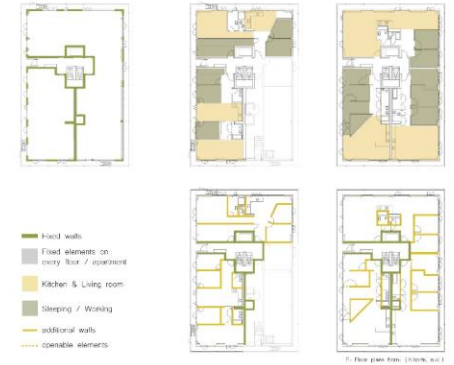 Fixed walls
Fixed elements on
every floor / apartment
Kitchen & Living room
Sleeping / Working
additional walls
openable elements